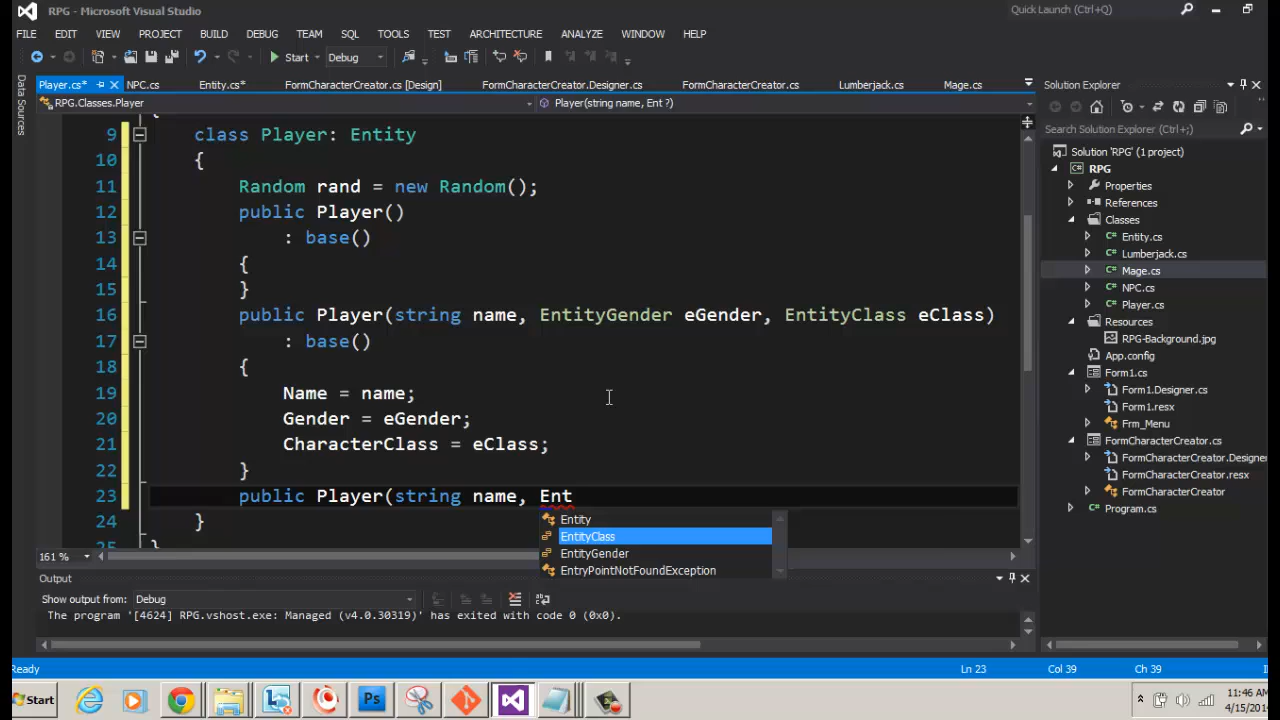 RPG - Microsoft Visual Studio
Quick Launch (Ctrl+Q)
FILE EDIT VIEW PROJECT BUILD DEBUG TEAM SQL TOOLS TEST ARCHITECTURE ANALYZE WINDOW HELP
Start Debug
Data Sources
Player.cs* NPC.cs Entity.cs* FormCharacterCreator.cs [Design] FormCharacterCreator.Designer.cs FormCharacterCreator.cs Lumberjack.cs Mage.cs
RPG.Classes.Player
Player(string name, Ent ?)
9 class Player: Entity
10 {
11 Random rand = new Random();
12 public Player()
13 : base()
14 {
15 }
16 public Player(string name, EntityGender eGender, EntityClass eClass)
17 : base()
18 {
19 Name = name;
20 Gender = eGender;
21 CharacterClass = eClass;
22 }
23 public Player(string name, Ent
24 }
25 }
Entity
EntityClass
EntityGender
EntryPointNotFoundException
161 %
Output
Show output from: Debug
The program '[4624] RPG.vshost.exe: Managed (v4.0.30319)' has exited with code 0 (0x0).
Solution Explorer
Search Solution Explorer (Ctrl+;)
Solution 'RPG' (1 project)
RPG
Properties
References
Classes
Entity.cs
Lumberjack.cs
Mage.cs
NPC.cs
Player.cs
Resources
RPG-Background.jpg
App.config
Form1.cs
Form1.Designer.cs
Form1.resx
Frm_Menu
FormCharacterCreator.cs
FormCharacterCreator.Designer
FormCharacterCreator.resx
FormCharacterCreator
Program.cs
Ready
Ln 23 Col 39 Ch 39
Start
Ps
11:46 AM